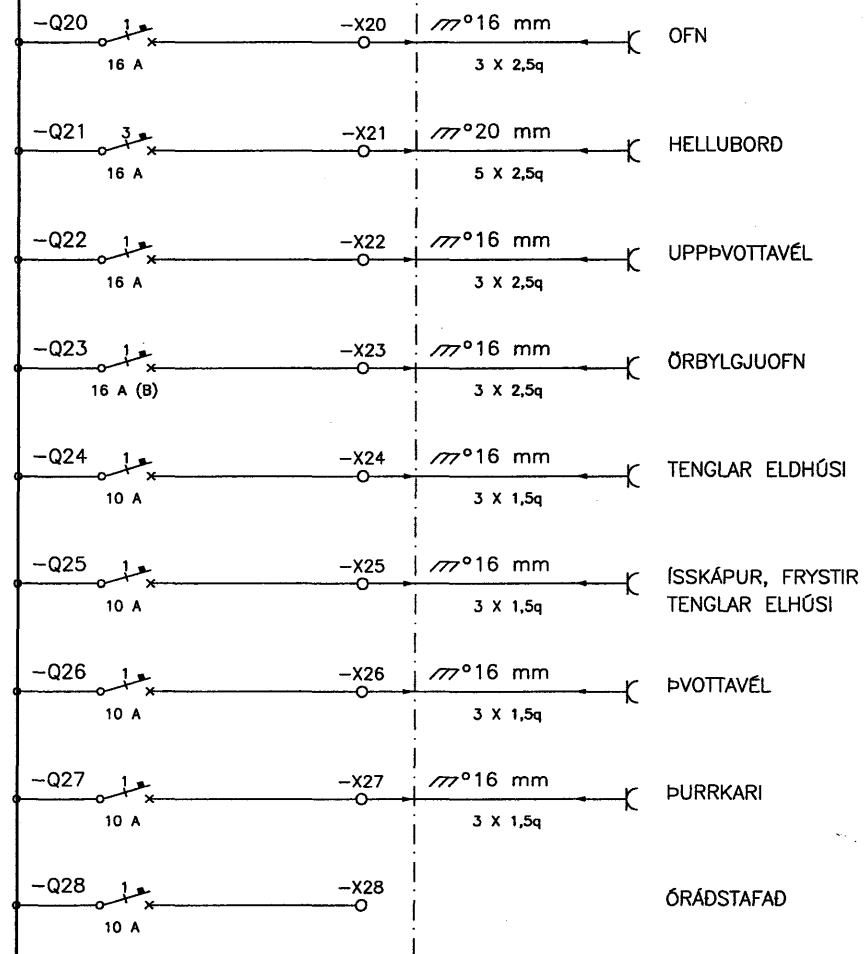 -Q20 1 -X20 °16 mm OFN
16 A 3 X 2,5q
-Q21 3 -X21 °20 mm HELLUBORÐ
16 A 5 X 2,5q
-Q22 1 -X22 °16 mm UPPÞVOTTAVÉL
16 A 3 X 2,5q
-Q23 1 -X23 °16 mm ÖRBYLGJUOFN
16 A (B) 3 X 2,5q
-Q24 1 -X24 °16 mm TENGLAR ELDHÚSI
10 A 3 X 1,5q
-Q25 1 -X25 °16 mm ÍSSKÁPUR, FRYSTIR
10 A 3 X 1,5q TENGLAR ELHÚSI
-Q26 1 -X26 °16 mm ÞVOTTAVÉL
10 A 3 X 1,5q
-Q27 1 -X27 °16 mm ÞURRKARI
10 A 3 X 1,5q
-Q28 1 -X28 ÓRÁÐSTAFAÐ
10 A